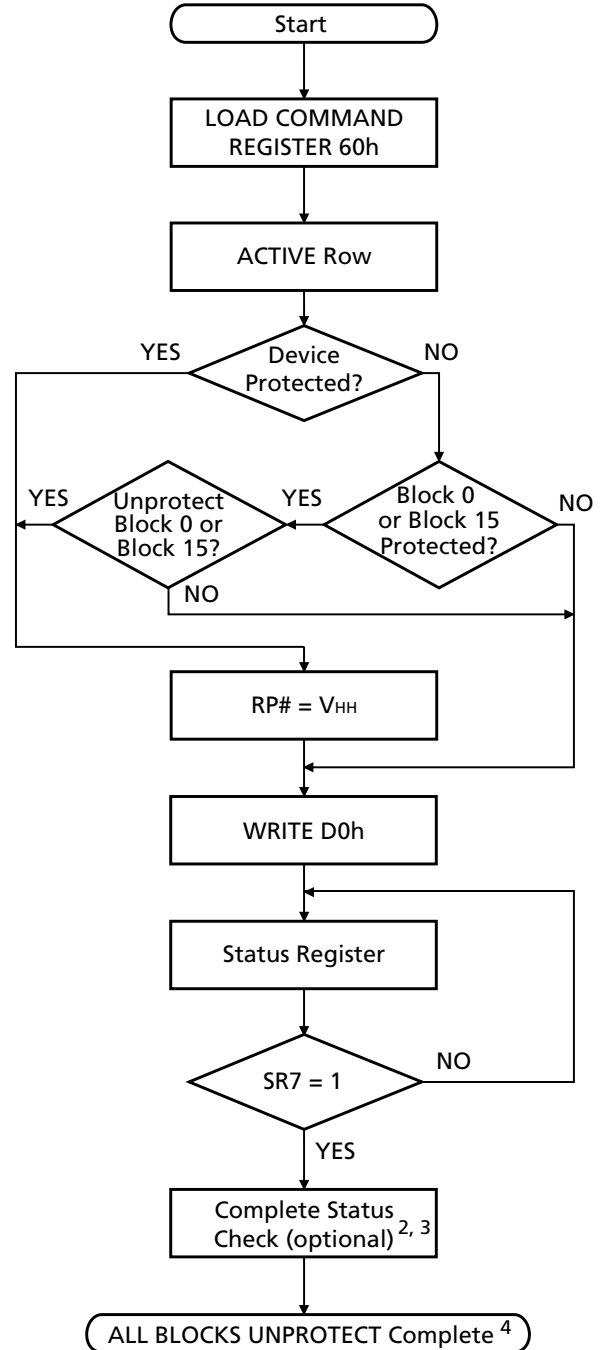 Start
LOAD COMMAND
REGISTER 60h
ACTIVE Row
YES
Device
Protected?
NO
YES
Unprotect
Block 0 or
Block 15?
YES
Block 0
or Block 15
Protected?
NO
NO
RP# = VHH
WRITE D0h
Status Register
SR7 = 1
NO
YES
Complete Status
Check (optional) 2, 3
ALL BLOCKS UNPROTECT Complete 4